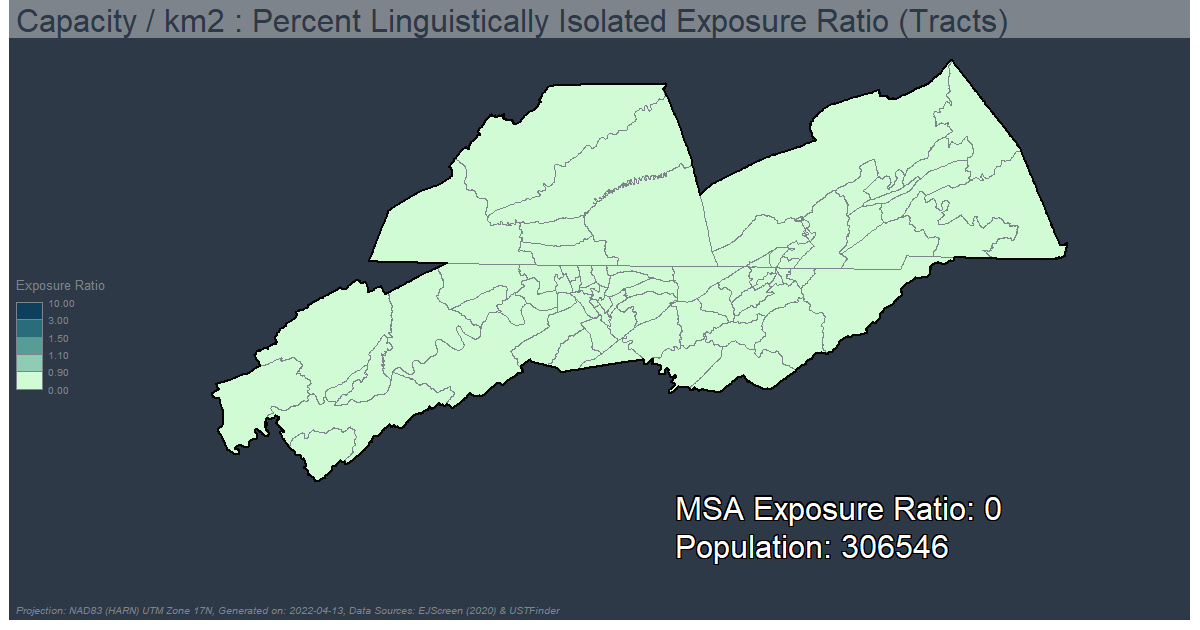 Capacity / km2 : Percent Linguistically Isolated Exposure Ratio (Tracts)
Exposure Ratio
10.00
3.00
1.50
1.10
0.90
0.00
MSA Exposure Ratio: 0
Population: 306546
Projection: NAD83 (HARN) UTM Zone 17N, Generated on: 2022-04-13, Data Sources: EJScreen (2020) & USTFinder